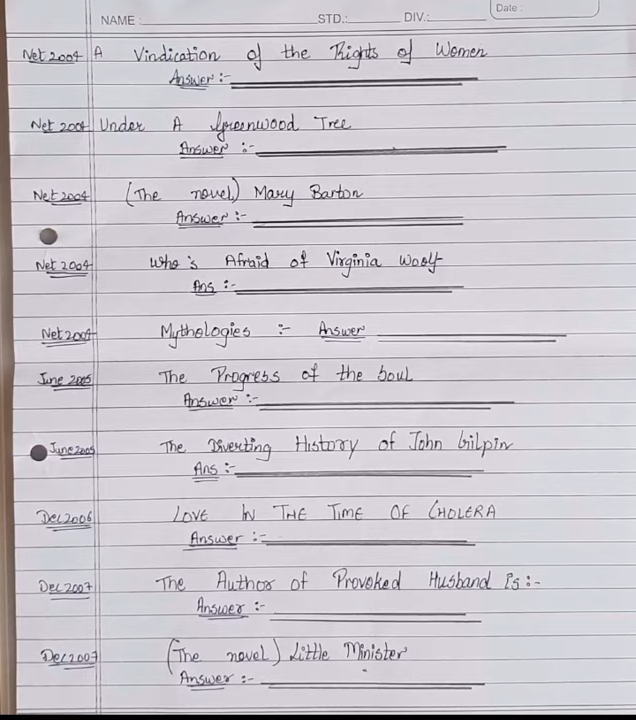 NAME : STD.: DIV.: Date :
Net 2004 A Vindication of the Rights of Women
Answer :-
Net 2004 Under A Greenwood Tree
Answer :-
Net 2004 (The novel) Mary Barton
Answer :-
Net 2004 Who's Afraid of Virginia Woolf
Ans :-
Net 2004 Mythologies :- Answer
June 2005 The Progress of the Soul
Answer :-
June 2005 The Diverting History of John Gilpin
Ans :-
Dec 2006 LOVE IN THE TIME OF CHOLERA
Answer :-
Dec 2007 The Author of Provoked Husband is :-
Answer :-
Dec 2007 (The novel) Little Minister
Answer :-